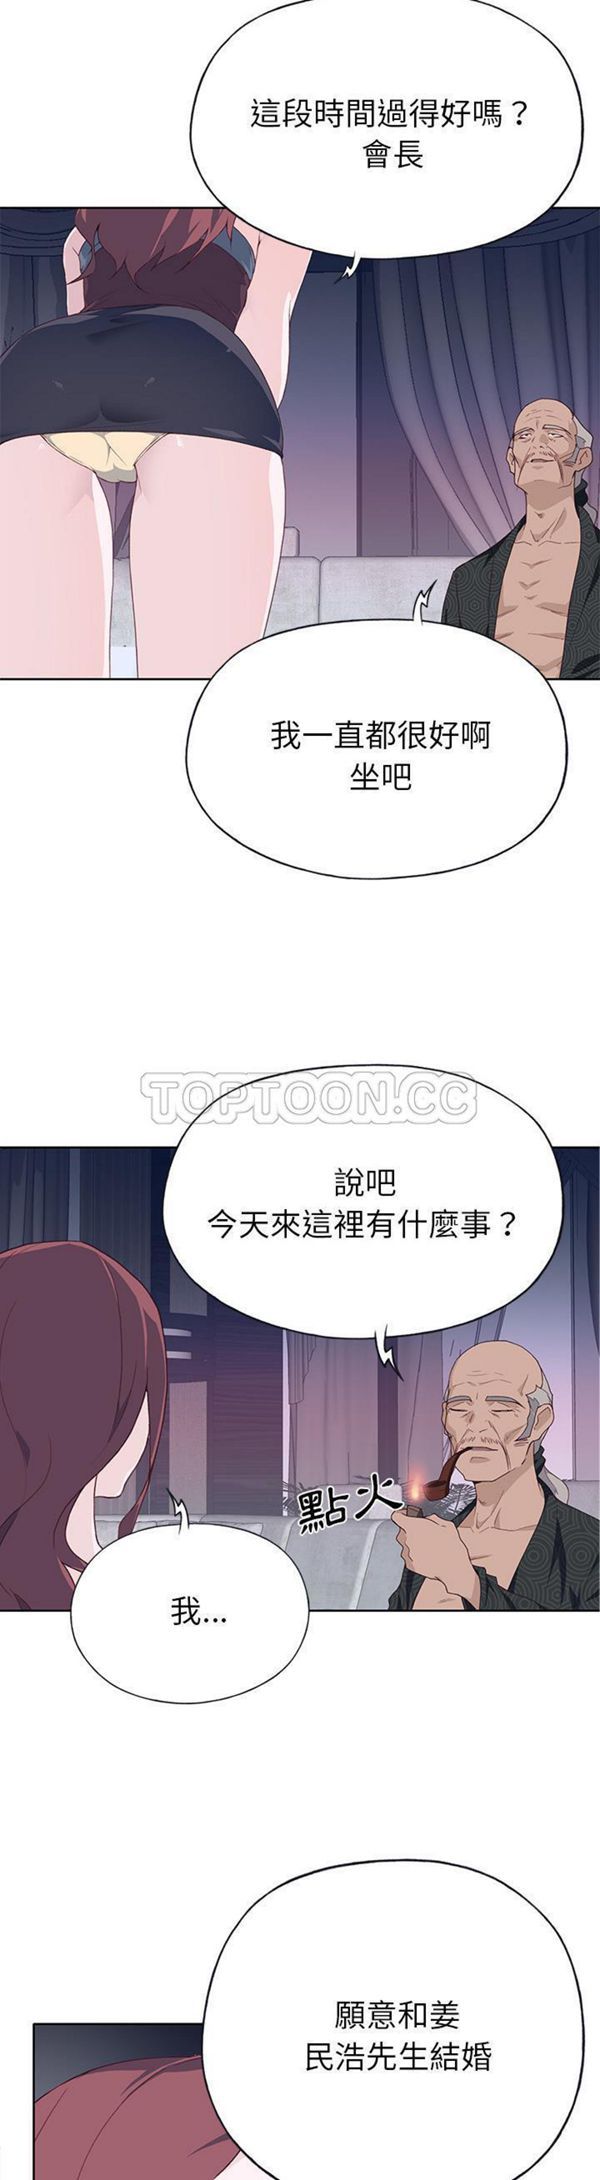 這段時間過得好嗎？
會長
我一直都很好啊
坐吧
TOPTOON.CC
說吧
今天來這裡有什麼事？
點火
我...
願意和姜
民浩先生結婚